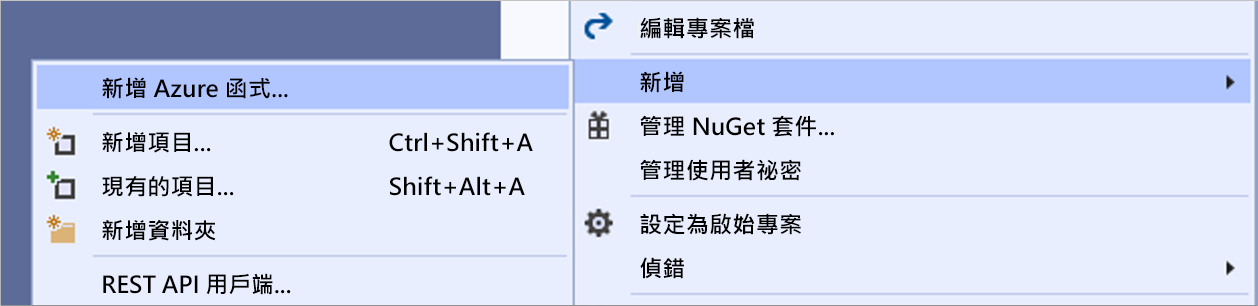 編輯專案檔
新增
管理 NuGet 套件...
管理使用者祕密
設定為啟始專案
偵錯
新增 Azure 函式...
新增項目... Ctrl+Shift+A
現有的項目... Shift+Alt+A
新增資料夾
REST API 用戶端...